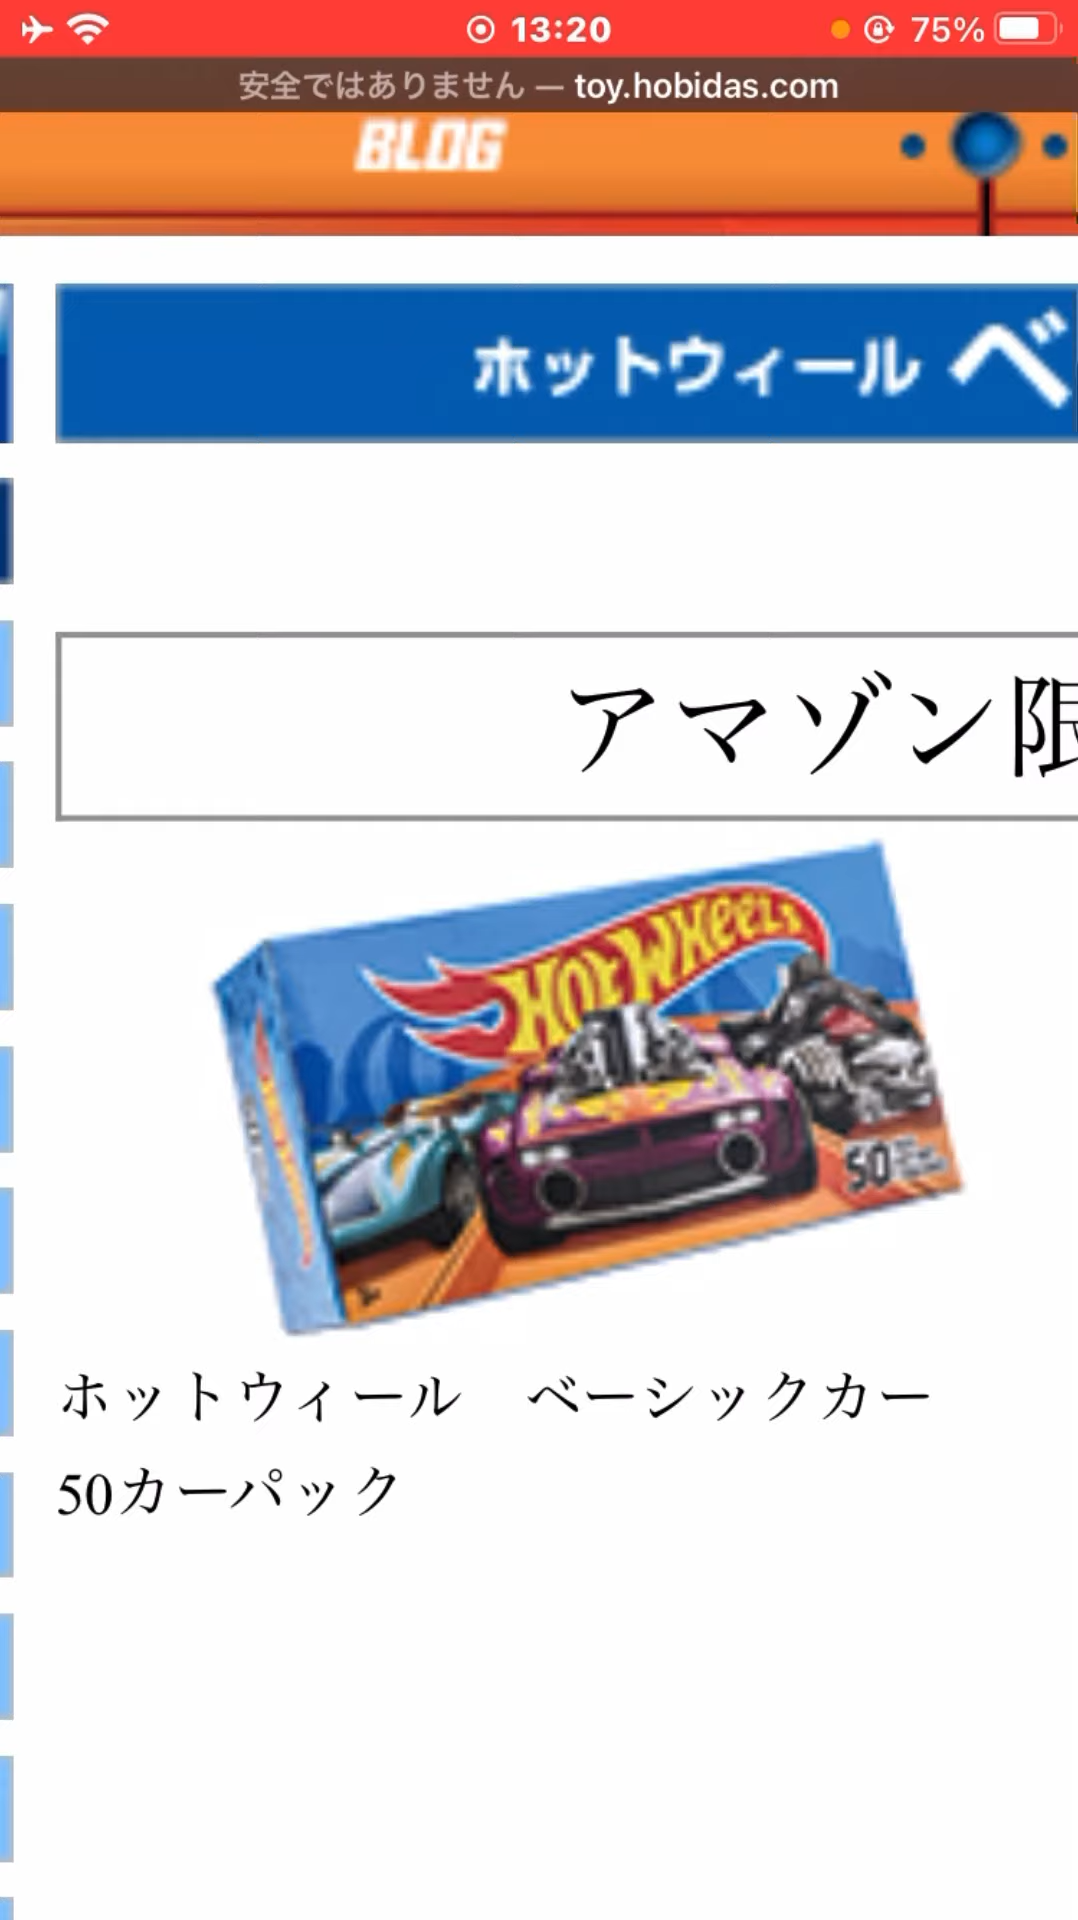 13:20
75%
安全ではありません — toy.hobidas.com
BLOG
ホットウィール ベ
アマゾン限
HOT WHEELS
50
ホットウィール　ベーシックカー
50カーパック